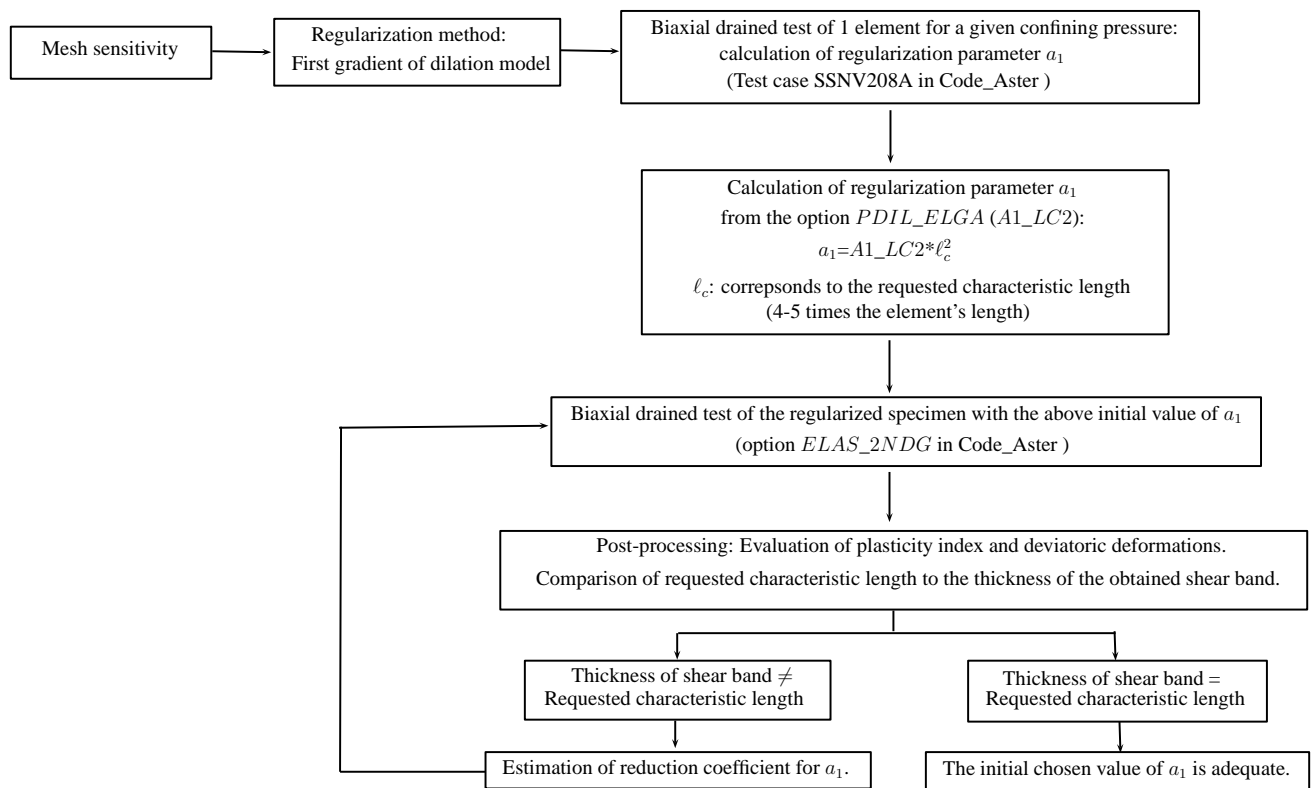 Mesh sensitivity
Regularization method:
First gradient of dilation model
Biaxial drained test of 1 element for a given confining pressure:
calculation of regularization parameter a₁
(Test case SSNV208A in Code_Aster )
Calculation of regularization parameter a₁
from the option PDIL_ELGA (A1_LC2):
a₁=A1_LC2*ℓ_c²
ℓ_c: correpsonds to the requested characteristic length
(4-5 times the element's length)
Biaxial drained test of the regularized specimen with the above initial value of a₁
(option ELAS_2NDG in Code_Aster )
Post-processing: Evaluation of plasticity index and deviatoric deformations.
Comparison of requested characteristic length to the thickness of the obtained shear band.
Thickness of shear band ≠
Requested characteristic length
Thickness of shear band =
Requested characteristic length
Estimation of reduction coefficient for a₁.
The initial chosen value of a₁ is adequate.